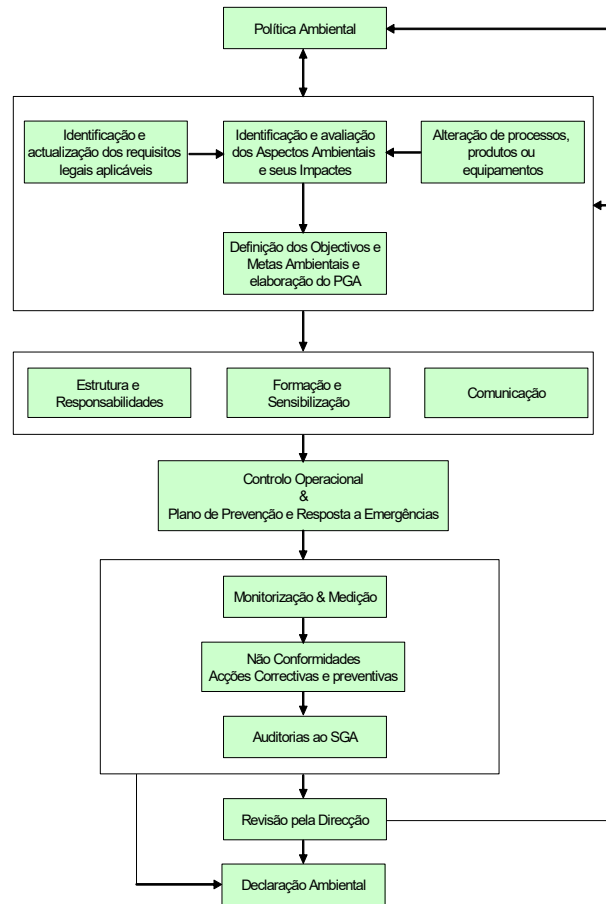 Política Ambiental
Identificação e
actualização dos requisitos
legais aplicáveis
Identificação e avaliação
dos Aspectos Ambientais
e seus Impactes
Alteração de processos,
produtos ou
equipamentos
Definição dos Objectivos e
Metas Ambientais e
elaboração do PGA
Estrutura e
Responsabilidades
Formação e
Sensibilização
Comunicação
Controlo Operacional
&
Plano de Prevenção e Resposta a Emergências
Monitorização & Medição
Não Conformidades
Acções Correctivas e preventivas
Auditorias ao SGA
Revisão pela Direcção
Declaração Ambiental